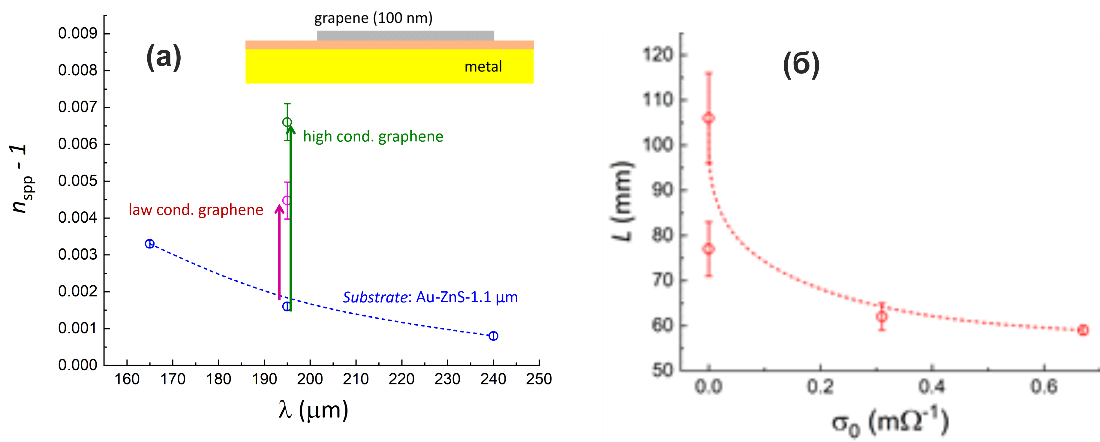 grapene (100 nm)
(a)
metal
high cond. graphene
law cond. graphene
Substrate: Au-ZnS-1.1 µm
0.009
0.008
0.007
0.006
0.005
0.004
0.003
0.002
0.001
0.000
n_spp - 1
160 170 180 190 200 210 220 230 240 250
λ (µm)
(б)
120
110
100
90
80
70
60
50
L (mm)
0.0 0.2 0.4 0.6
σ₀ (mΩ⁻¹)